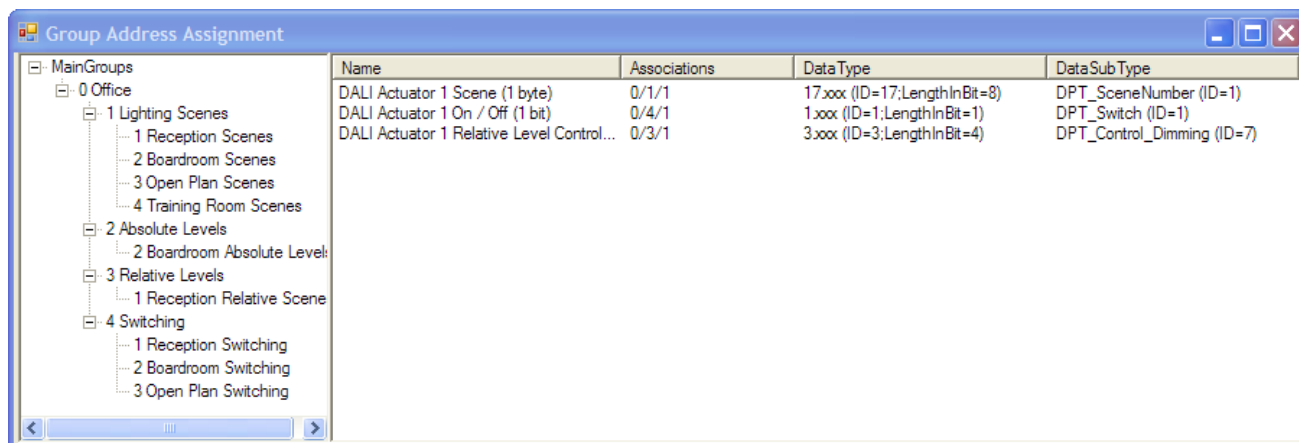 Group Address Assignment
MainGroups
0 Office
1 Lighting Scenes
1 Reception Scenes
2 Boardroom Scenes
3 Open Plan Scenes
4 Training Room Scenes
2 Absolute Levels
2 Boardroom Absolute Levels
3 Relative Levels
1 Reception Relative Scene
4 Switching
1 Reception Switching
2 Boardroom Switching
3 Open Plan Switching
Name Associations DataType DataSubType
DALI Actuator 1 Scene (1 byte) 0/1/1 17.xxx (ID=17;LengthInBit=8) DPT_SceneNumber (ID=1)
DALI Actuator 1 On / Off (1 bit) 0/4/1 1.xxx (ID=1;LengthInBit=1) DPT_Switch (ID=1)
DALI Actuator 1 Relative Level Control... 0/3/1 3.xxx (ID=3;LengthInBit=4) DPT_Control_Dimming (ID=7)